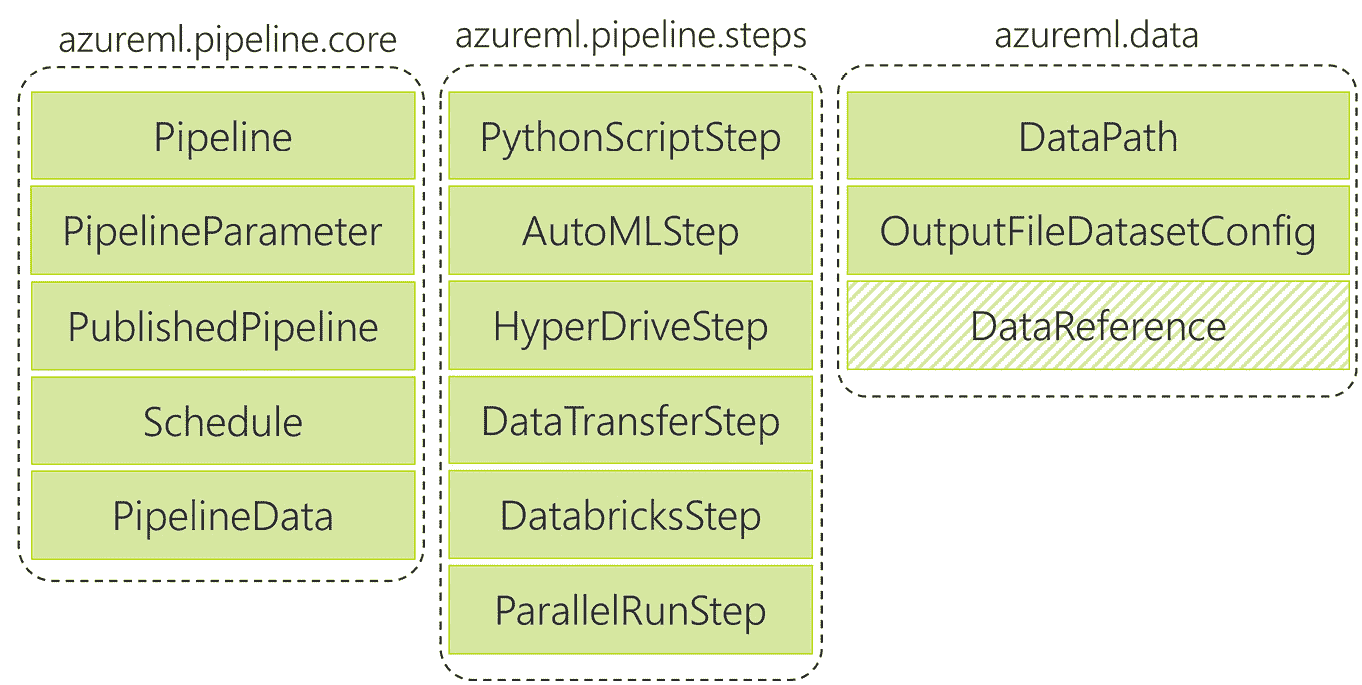 azureml.pipeline.core
Pipeline
PipelineParameter
PublishedPipeline
Schedule
PipelineData
azureml.pipeline.steps
PythonScriptStep
AutoMLStep
HyperDriveStep
DataTransferStep
DatabricksStep
ParallelRunStep
azureml.data
DataPath
OutputFileDatasetConfig
DataReference